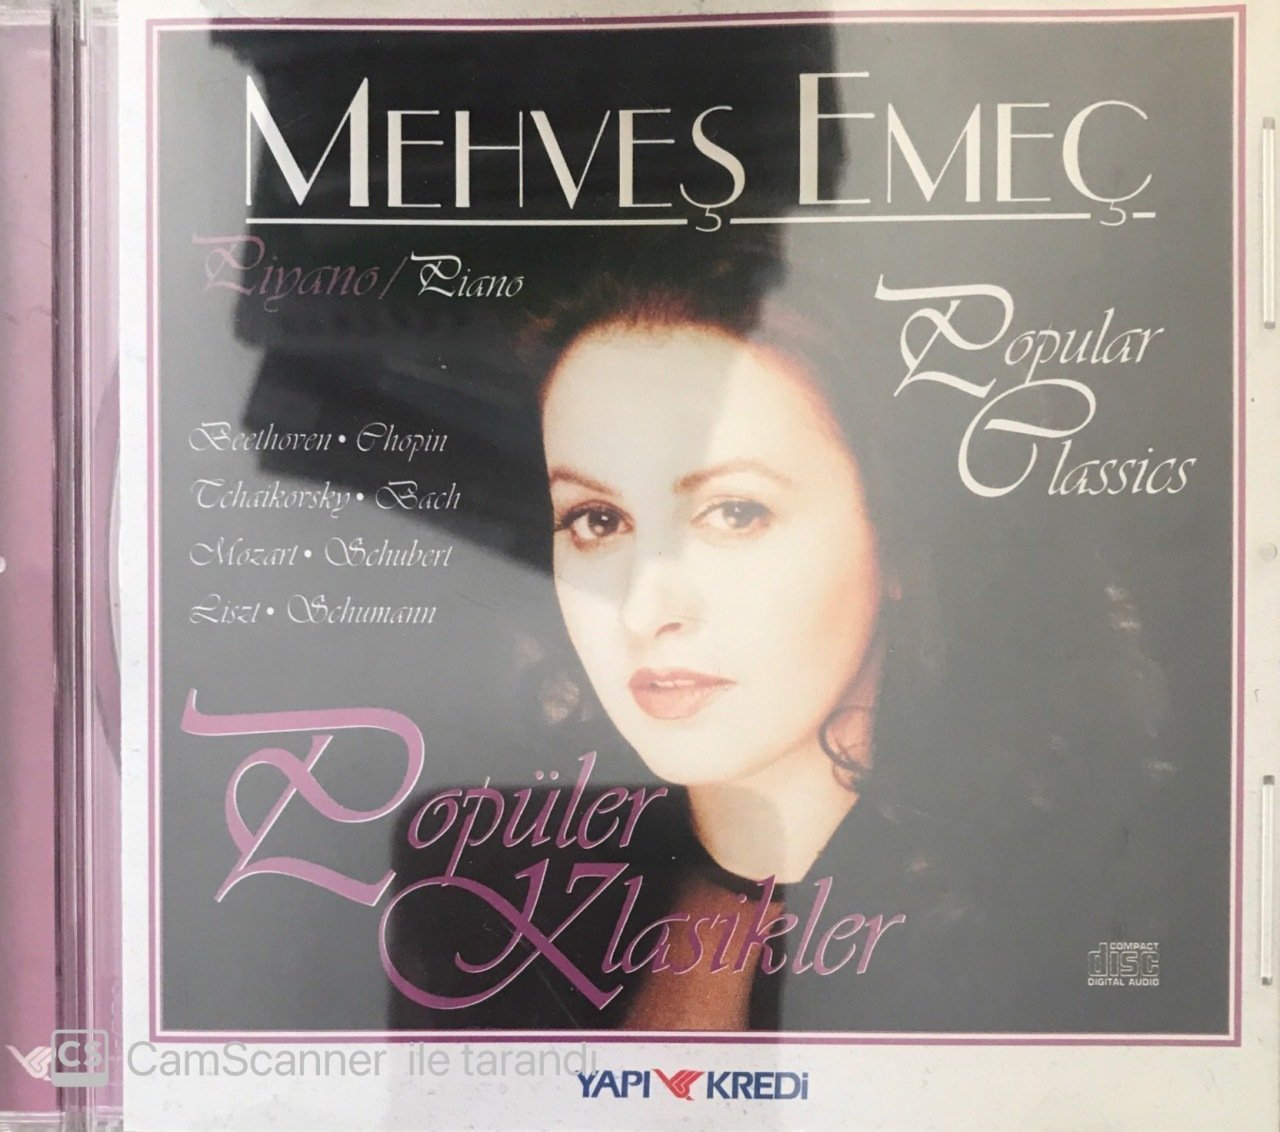 MEHVEŞ EMEÇ
Piyano / Piano
Popular
Classics
Beethoven • Chopin
Tchaikovsky • Bach
Mozart • Schubert
Liszt • Schumann
Popüler
Klasikler
COMPACT
disc
DIGITAL AUDIO
CS CamScanner ile tarandı
YAPI KREDi